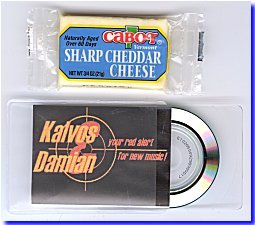 Naturally Aged
Over 60 Days
CABOT
Vermont
SHARP CHEDDAR
CHEESE
NET WT 3/4 OZ (21g)
Kalvos
Damian
your red alert
for new music!